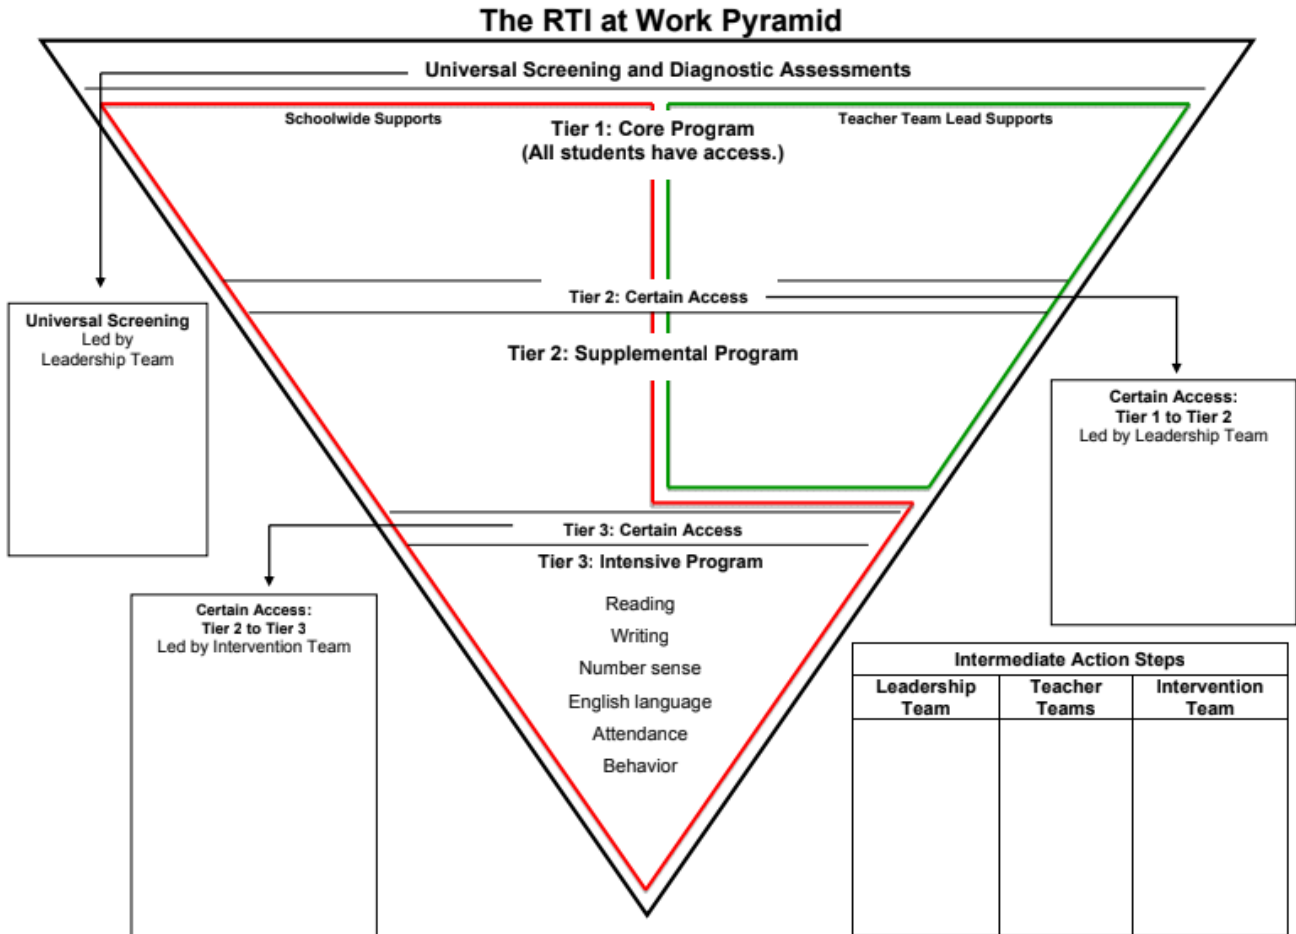 The RTI at Work Pyramid
Universal Screening and Diagnostic Assessments
Schoolwide Supports
Teacher Team Lead Supports
Tier 1: Core Program
(All students have access.)
Tier 2: Certain Access
Universal Screening
Led by
Leadership Team
Tier 2: Supplemental Program
Certain Access:
Tier 1 to Tier 2
Led by Leadership Team
Tier 3: Certain Access
Tier 3: Intensive Program
Reading
Writing
Number sense
English language
Attendance
Behavior
Certain Access:
Tier 2 to Tier 3
Led by Intervention Team
Intermediate Action Steps
Leadership Team
Teacher Teams
Intervention Team